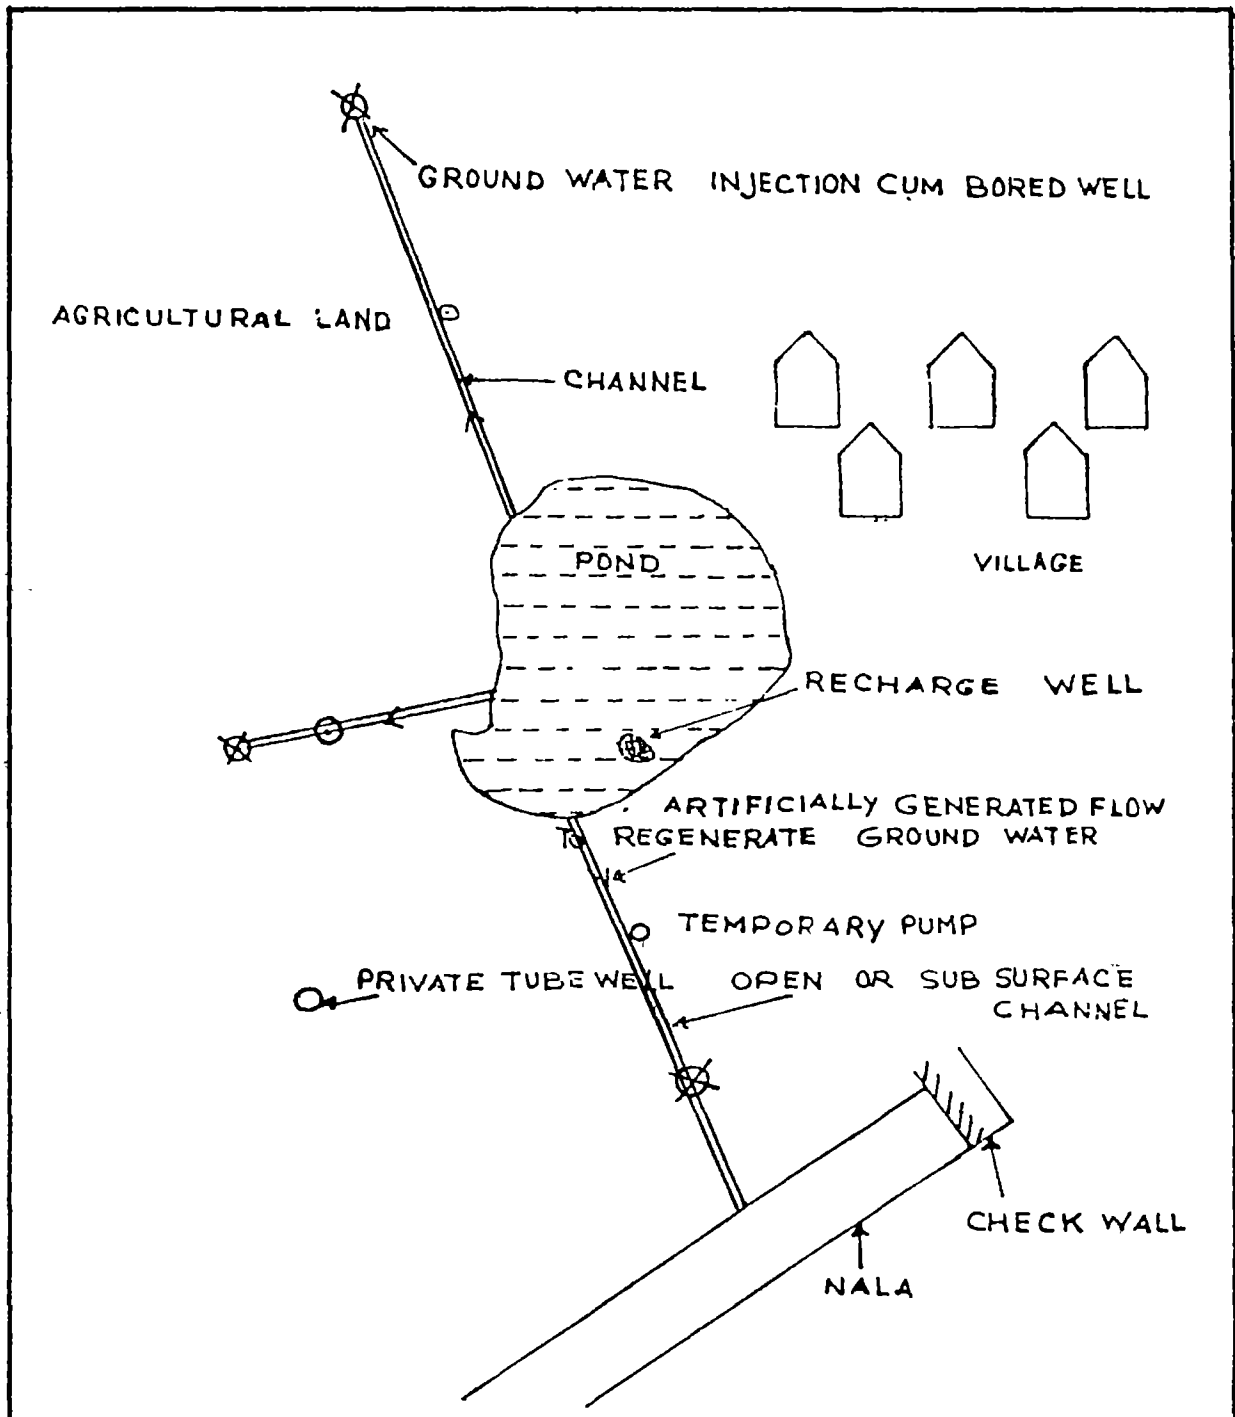 GROUND WATER INJECTION CUM BORED WELL
AGRICULTURAL LAND
CHANNEL
POND
VILLAGE
RECHARGE WELL
ARTIFICIALLY GENERATED FLOW
TO REGENERATE GROUND WATER
TEMPORARY PUMP
PRIVATE TUBE WELL
OPEN OR SUB SURFACE
CHANNEL
CHECK WALL
NALA